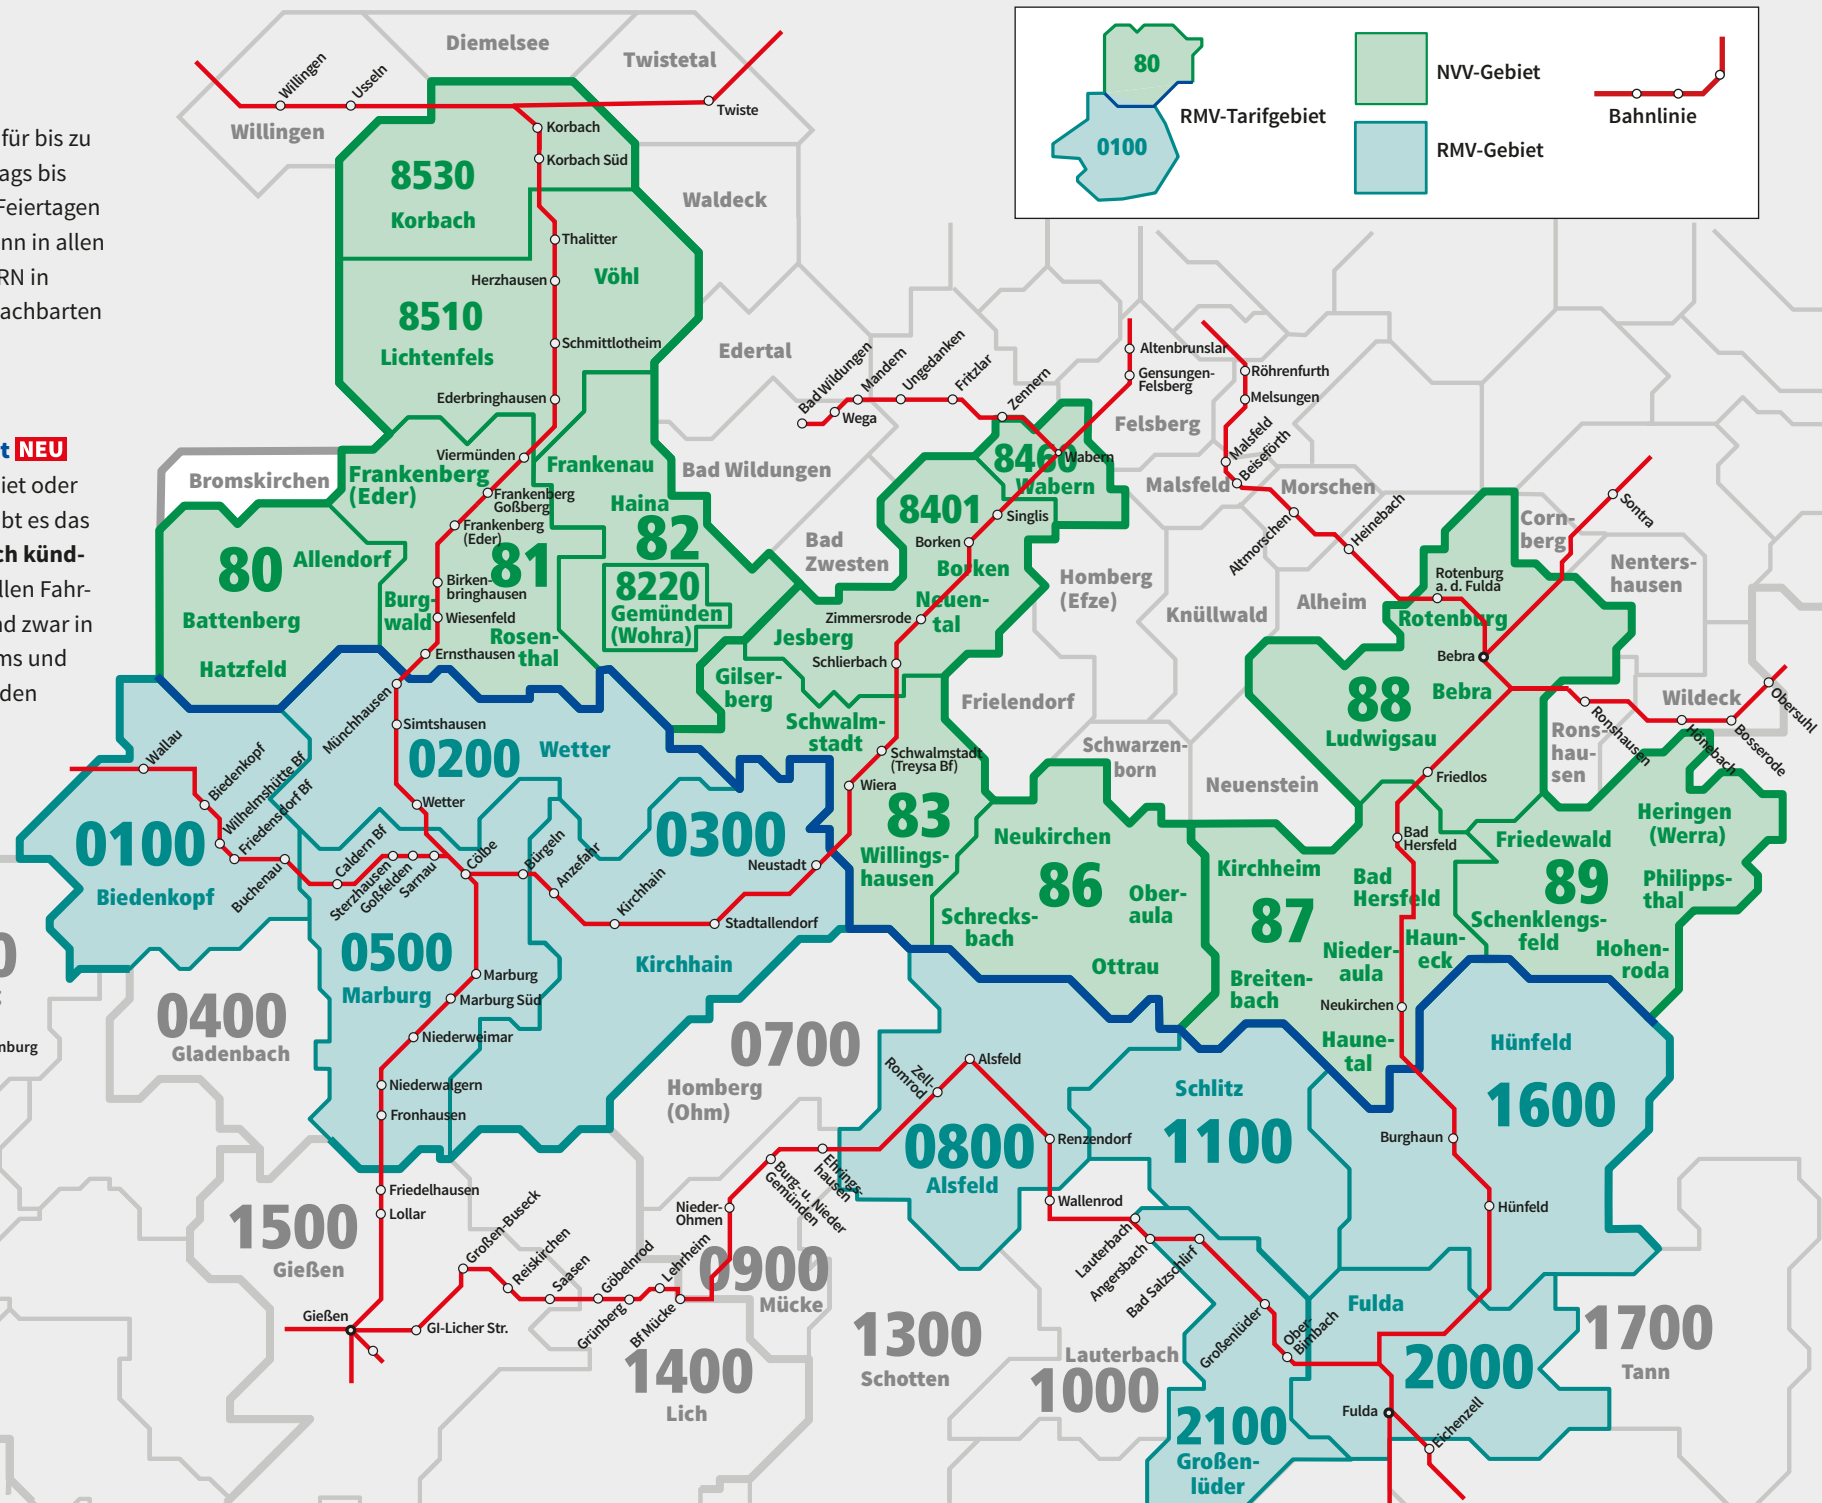 für bis zu
ags bis
Feiertagen
nn in allen
RN in
achbarten
t NEU
iet oder
bt es das
ch künd-
llen Fahr-
nd zwar in
ms und
den
80
0100
RMV-Tarifgebiet
NVV-Gebiet
RMV-Gebiet
Bahnlinie
Diemelsee
Twistetal
Willingen
Usseln
Twiste
Willingen
Korbach
Korbach Süd
8530
Korbach
Waldeck
Thalitter
Herzhausen
Vöhl
8510
Lichtenfels
Schmittlotheim
Edertal
Ederbringhausen
Bad Wildungen
Wega
Mandern
Ungedanken
Fritzlar
Zennern
Altenbrunslar
Gensungen-
Felsberg
Röhrenfurth
Melsungen
Felsberg
Malsfeld
Beiseförth
Bromskirchen
Frankenberg
(Eder)
Viermünden
Frankenau
Bad Wildungen
8460
Wabern
Wabern
Malsfeld
Morschen
Frankenberg
Goßberg
Frankenberg
(Eder)
Haina
82
8401
Singlis
Borken
Borken
Altmorschen
Heinebach
Sontra
Corn-
berg
80
Allendorf
81
Bad
Zwesten
Homberg
(Efze)
Knüllwald
Alheim
Rotenburg
a. d. Fulda
Nenters-
hausen
Birken-
bringhausen
Burg-
wald
Wiesenfeld
8220
Gemünden
(Wohra)
Battenberg
Hatzfeld
Rosen-
thal
Ernsthausen
Jesberg
Neuen-
tal
Zimmersrode
Schlierbach
Rotenburg
Bebra
Bebra
88
Ludwigsau
Gilser-
berg
Schwalm-
stadt
Frielendorf
Wildeck
Obersuhl
Bosserode
Hönebach
Ronshausen
Rons-
hau-
sen
Münchhausen
Simtshausen
0200
Wetter
Schwalmstadt
(Treysa Bf)
Wiera
Schwarzen-
born
Neuenstein
Friedlos
Wallau
Biedenkopf
Wilhelmshütte Bf
Friedensdorf Bf
Wetter
0100
Biedenkopf
Buchenau
Caldern Bf
Sterzhausen
Goßfelden
Sarnau
Cölbe
Bürgeln
Anzefahr
0300
Kirchhain
Stadtallendorf
Neustadt
83
Willings-
hausen
Neukirchen
86
Ober-
aula
Schrecks-
bach
Ottrau
Kirchheim
Bad
Hersfeld
Bad
Hersfeld
87
Friedewald
Heringen
(Werra)
89
Philipps-
thal
Schenklengs-
feld
Hohen-
roda
Nieder-
aula
Haun-
eck
Breiten-
bach
Neukirchen
Haune-
tal
0500
Marburg
Kirchhain
Marburg
Marburg Süd
Niederweimar
Niederwalgern
Fronhausen
0400
Gladenbach
nburg
0700
Homberg
(Ohm)
Zell-
Romrod
Alsfeld
Hünfeld
1600
Schlitz
1100
Burghaun
Hünfeld
0800
Alsfeld
Renzendorf
Wallenrod
Ehrings-
hausen
Burg- u. Nieder
Gemünden
Nieder-
Ohmen
Friedelhausen
Lollar
1500
Gießen
Gießen
GI-Licher Str.
Großen-Buseck
Reiskirchen
Saasen
Göbelnrod
Grünberg
Lehrheim
Bf Mücke
0900
Mücke
1400
Lich
1300
Schotten
Lauterbach
1000
Lauterbach
Angersbach
Bad Salzschlirf
Großenlüder
Ober-
Bimbach
Fulda
2000
1700
Tann
Fulda
Eichenzell
2100
Großen-
lüder